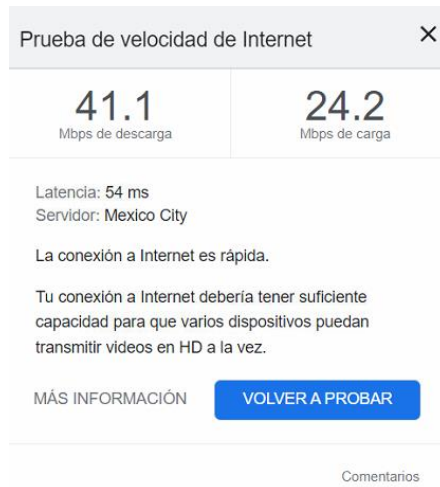 Prueba de velocidad de Internet
41.1
Mbps de descarga
24.2
Mbps de carga
Latencia: 54 ms
Servidor: Mexico City
La conexión a Internet es rápida.
Tu conexión a Internet debería tener suficiente
capacidad para que varios dispositivos puedan
transmitir videos en HD a la vez.
MÁS INFORMACIÓN
VOLVER A PROBAR
Comentarios